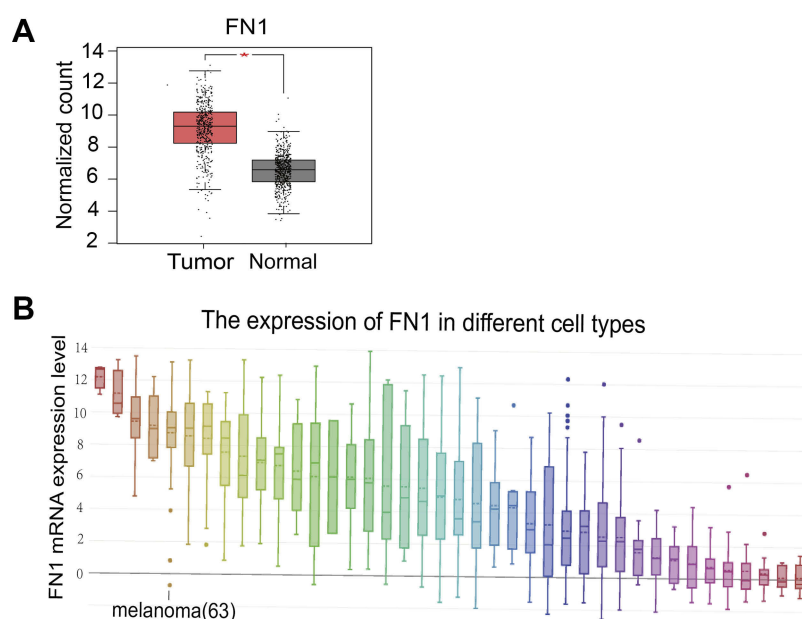 A
FN1
Normalized count
14
12
10
8
6
4
2
*
Tumor Normal
B
The expression of FN1 in different cell types
FN1 mRNA expression level
14
12
10
8
6
4
2
0
melanoma(63)